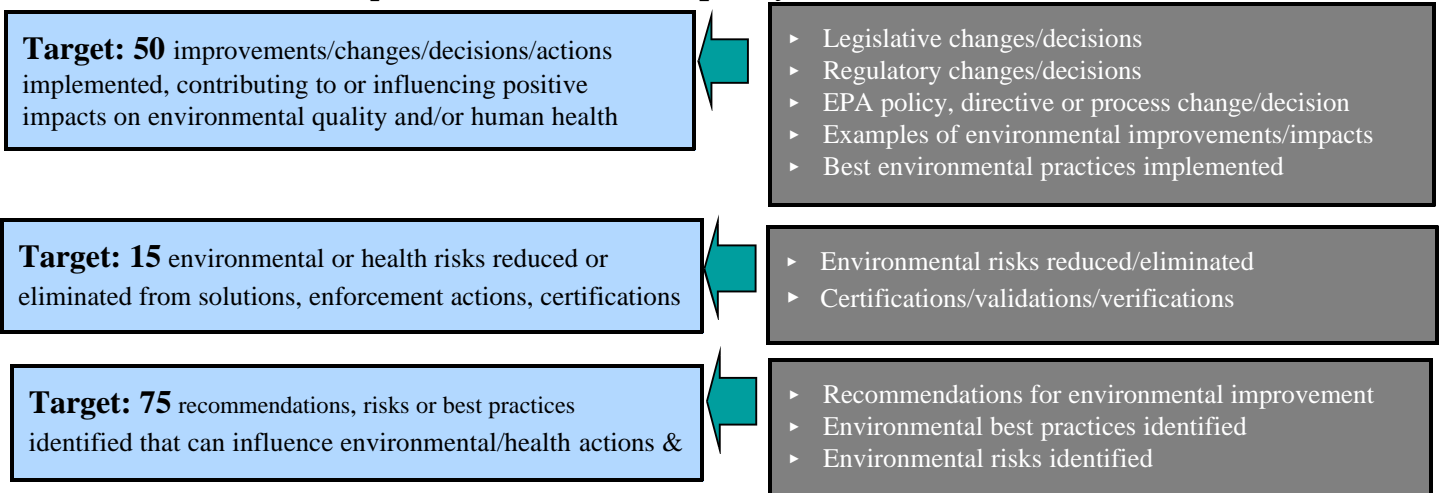 Target: 50 improvements/changes/decisions/actions
implemented, contributing to or influencing positive
impacts on environmental quality and/or human health
▸ Legislative changes/decisions
▸ Regulatory changes/decisions
▸ EPA policy, directive or process change/decision
▸ Examples of environmental improvements/impacts
▸ Best environmental practices implemented
Target: 15 environmental or health risks reduced or
eliminated from solutions, enforcement actions, certifications
▸ Environmental risks reduced/eliminated
▸ Certifications/validations/verifications
Target: 75 recommendations, risks or best practices
identified that can influence environmental/health actions &
▸ Recommendations for environmental improvement
▸ Environmental best practices identified
▸ Environmental risks identified